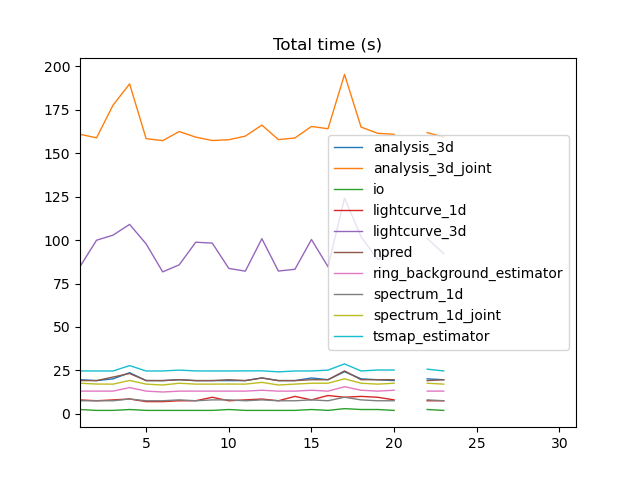 Total time (s)
200
175
150
125
100
75
50
25
0
analysis_3d
analysis_3d_joint
io
lightcurve_1d
lightcurve_3d
npred
ring_background_estimator
spectrum_1d
spectrum_1d_joint
tsmap_estimator
5 10 15 20 25 30